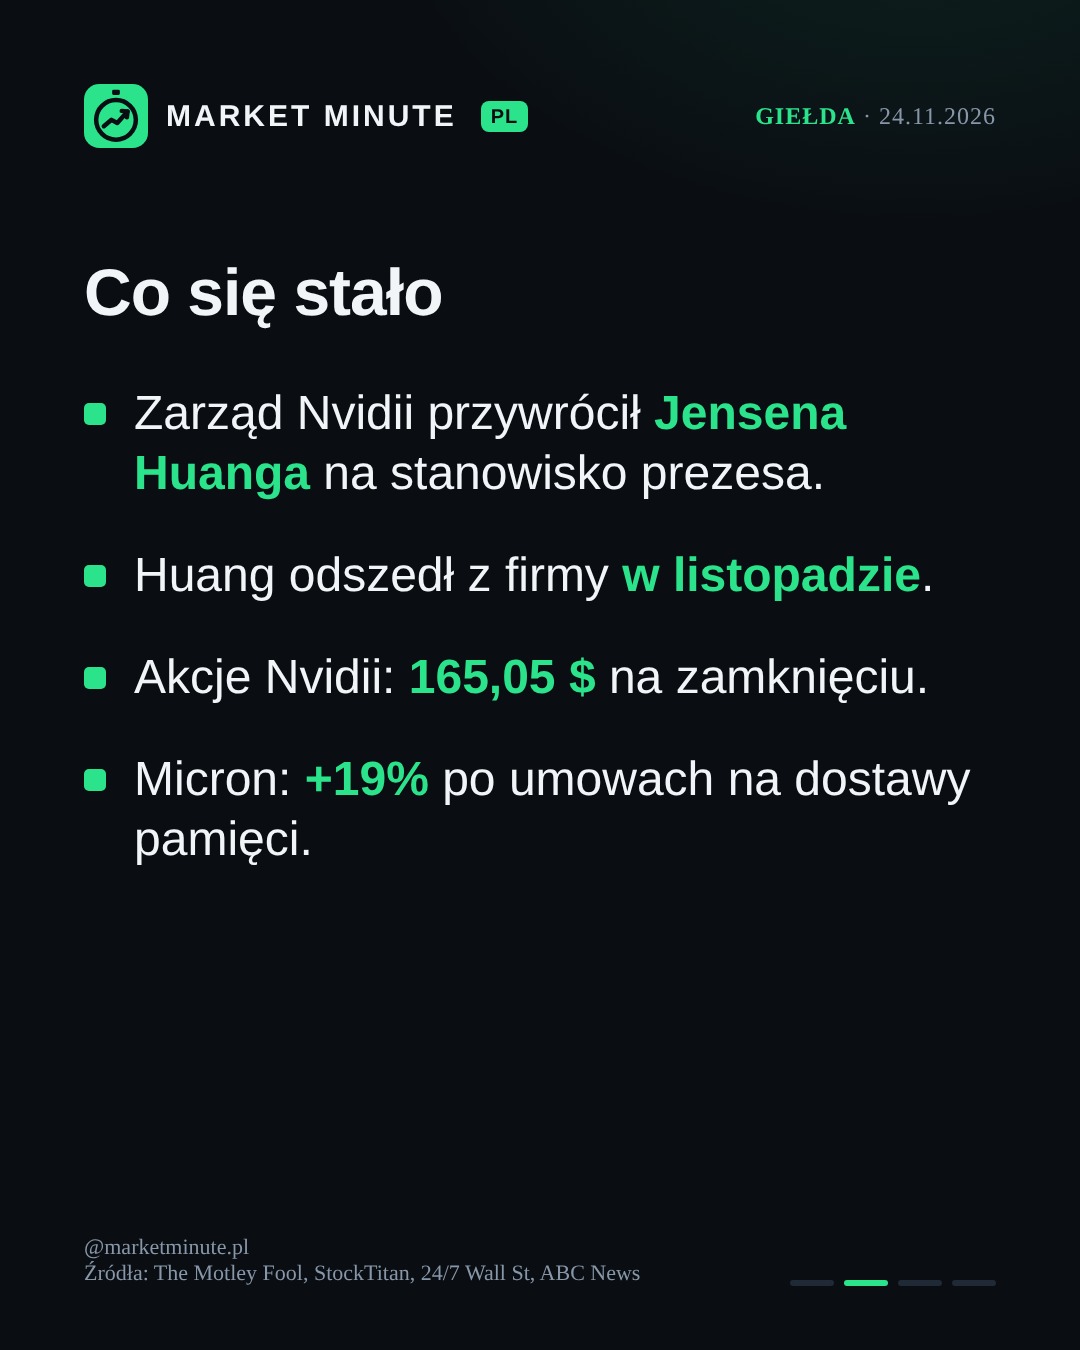 MARKET MINUTE PL
GIEŁDA · 24.11.2026
Co się stało
Zarząd Nvidii przywrócił Jensena
Huanga na stanowisko prezesa.
Huang odszedł z firmy w listopadzie.
Akcje Nvidii: 165,05 $ na zamknięciu.
Micron: +19% po umowach na dostawy
pamięci.
@marketminute.pl
Źródła: The Motley Fool, StockTitan, 24/7 Wall St, ABC News